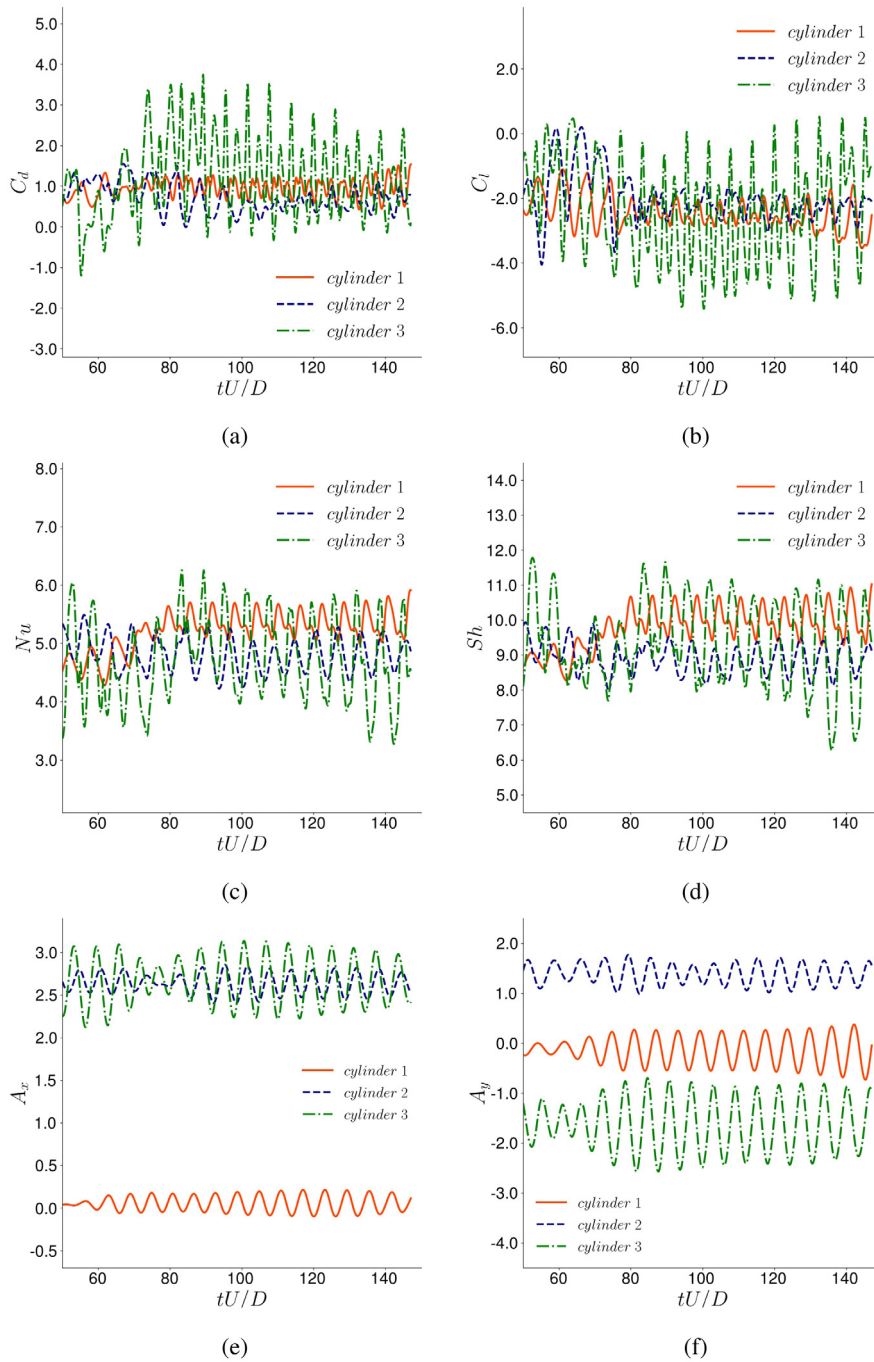 5.0
4.0
3.0
2.0
1.0
0.0
-1.0
-2.0
-3.0
C_d
60 80 100 120 140
tU/D
cylinder 1
cylinder 2
cylinder 3
(a)
2.0
0.0
-2.0
-4.0
-6.0
C_l
60 80 100 120 140
tU/D
cylinder 1
cylinder 2
cylinder 3
(b)
8.0
7.0
6.0
5.0
4.0
3.0
Nu
60 80 100 120 140
tU/D
cylinder 1
cylinder 2
cylinder 3
(c)
14.0
13.0
12.0
11.0
10.0
9.0
8.0
7.0
6.0
5.0
Sh
60 80 100 120 140
tU/D
cylinder 1
cylinder 2
cylinder 3
(d)
3.0
2.5
2.0
1.5
1.0
0.5
0.0
-0.5
A_x
60 80 100 120 140
tU/D
cylinder 1
cylinder 2
cylinder 3
(e)
2.0
1.0
0.0
-1.0
-2.0
-3.0
-4.0
A_y
60 80 100 120 140
tU/D
cylinder 1
cylinder 2
cylinder 3
(f)